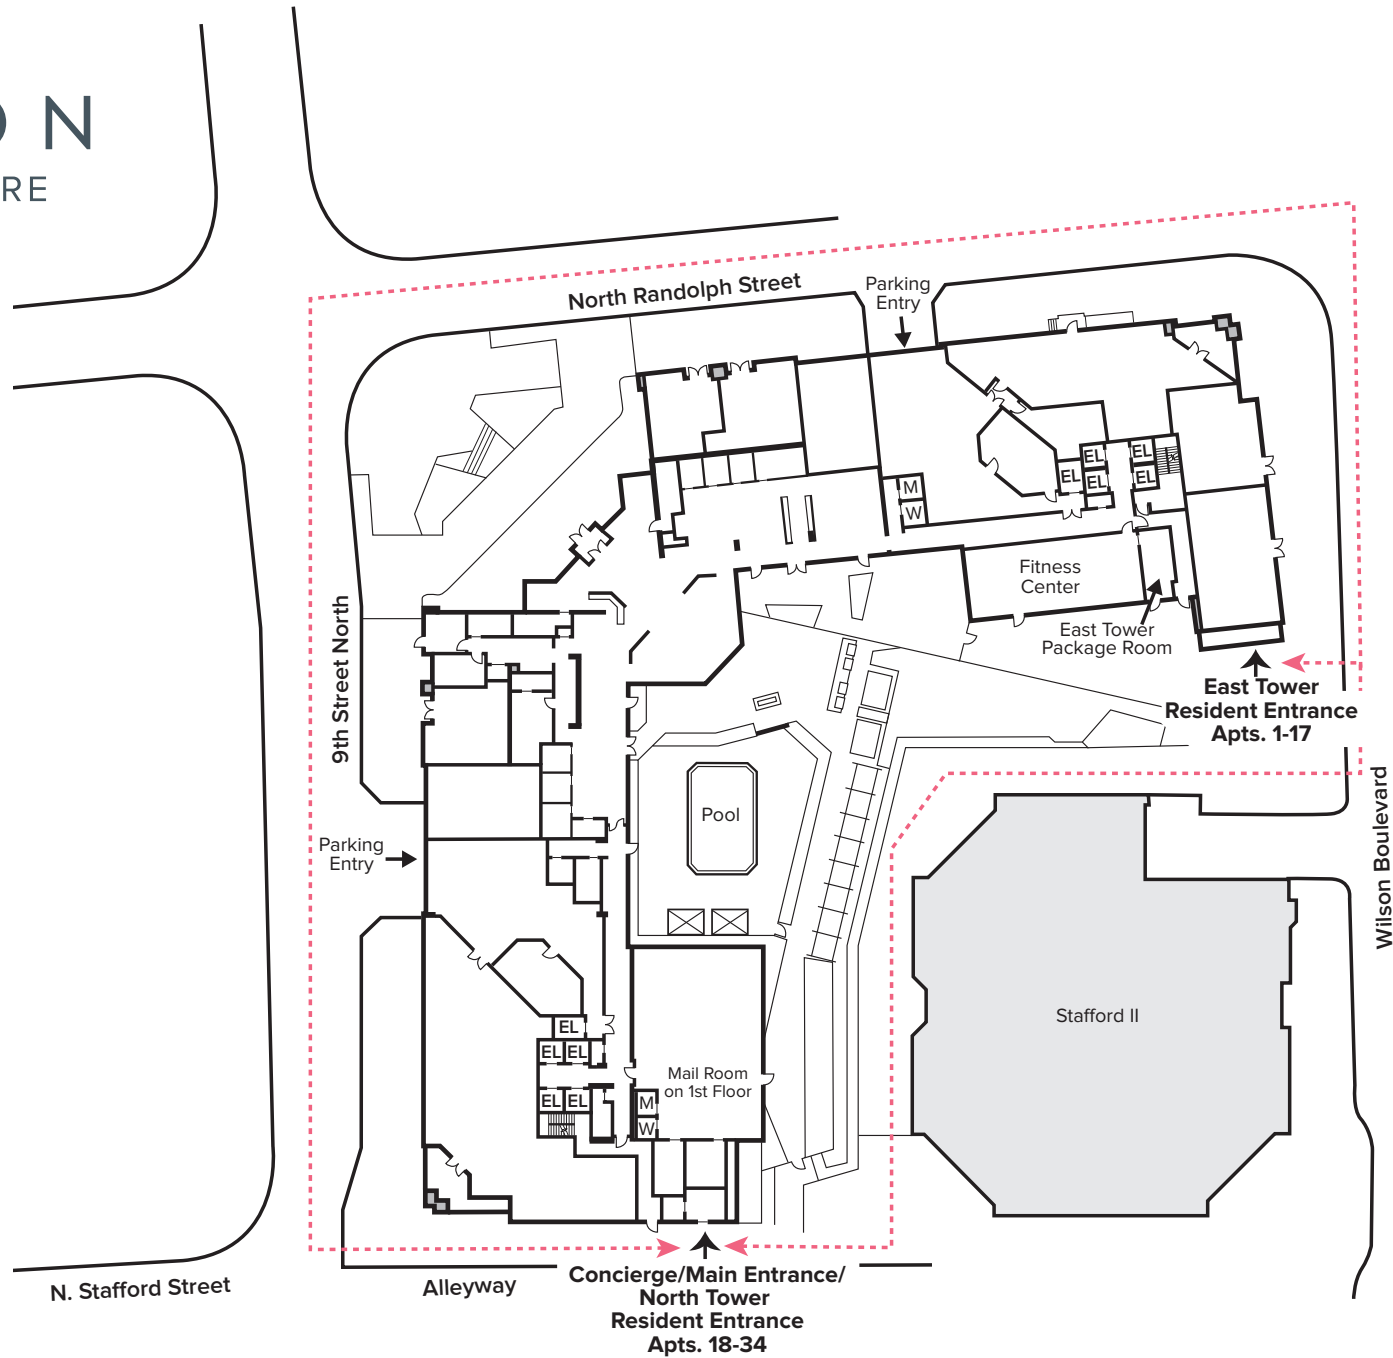 ON
RE
North Randolph Street
Parking
Entry
EL
EL
EL
EL
EL
M
W
Fitness
Center
East Tower
Package Room
9th Street North
East Tower
Resident Entrance
Apts. 1-17
Pool
Parking
Entry
Wilson Boulevard
Stafford II
EL
EL
EL
EL
EL
Mail Room
on 1st Floor
M
W
N. Stafford Street
Alleyway
Concierge/Main Entrance/
North Tower
Resident Entrance
Apts. 18-34